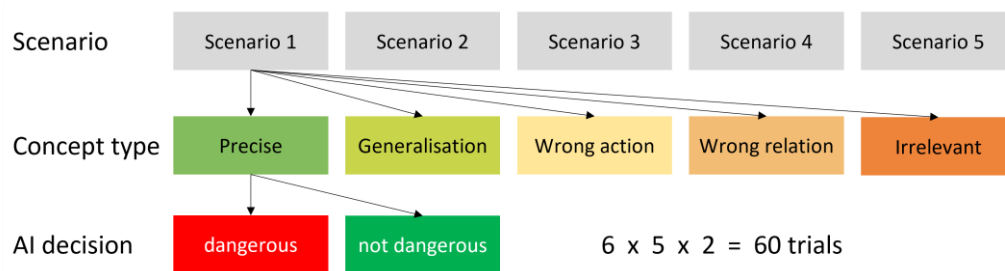 Scenario
Scenario 1
Scenario 2
Scenario 3
Scenario 4
Scenario 5
Concept type
Precise
Generalisation
Wrong action
Wrong relation
Irrelevant
AI decision
dangerous
not dangerous
6 x 5 x 2 = 60 trials